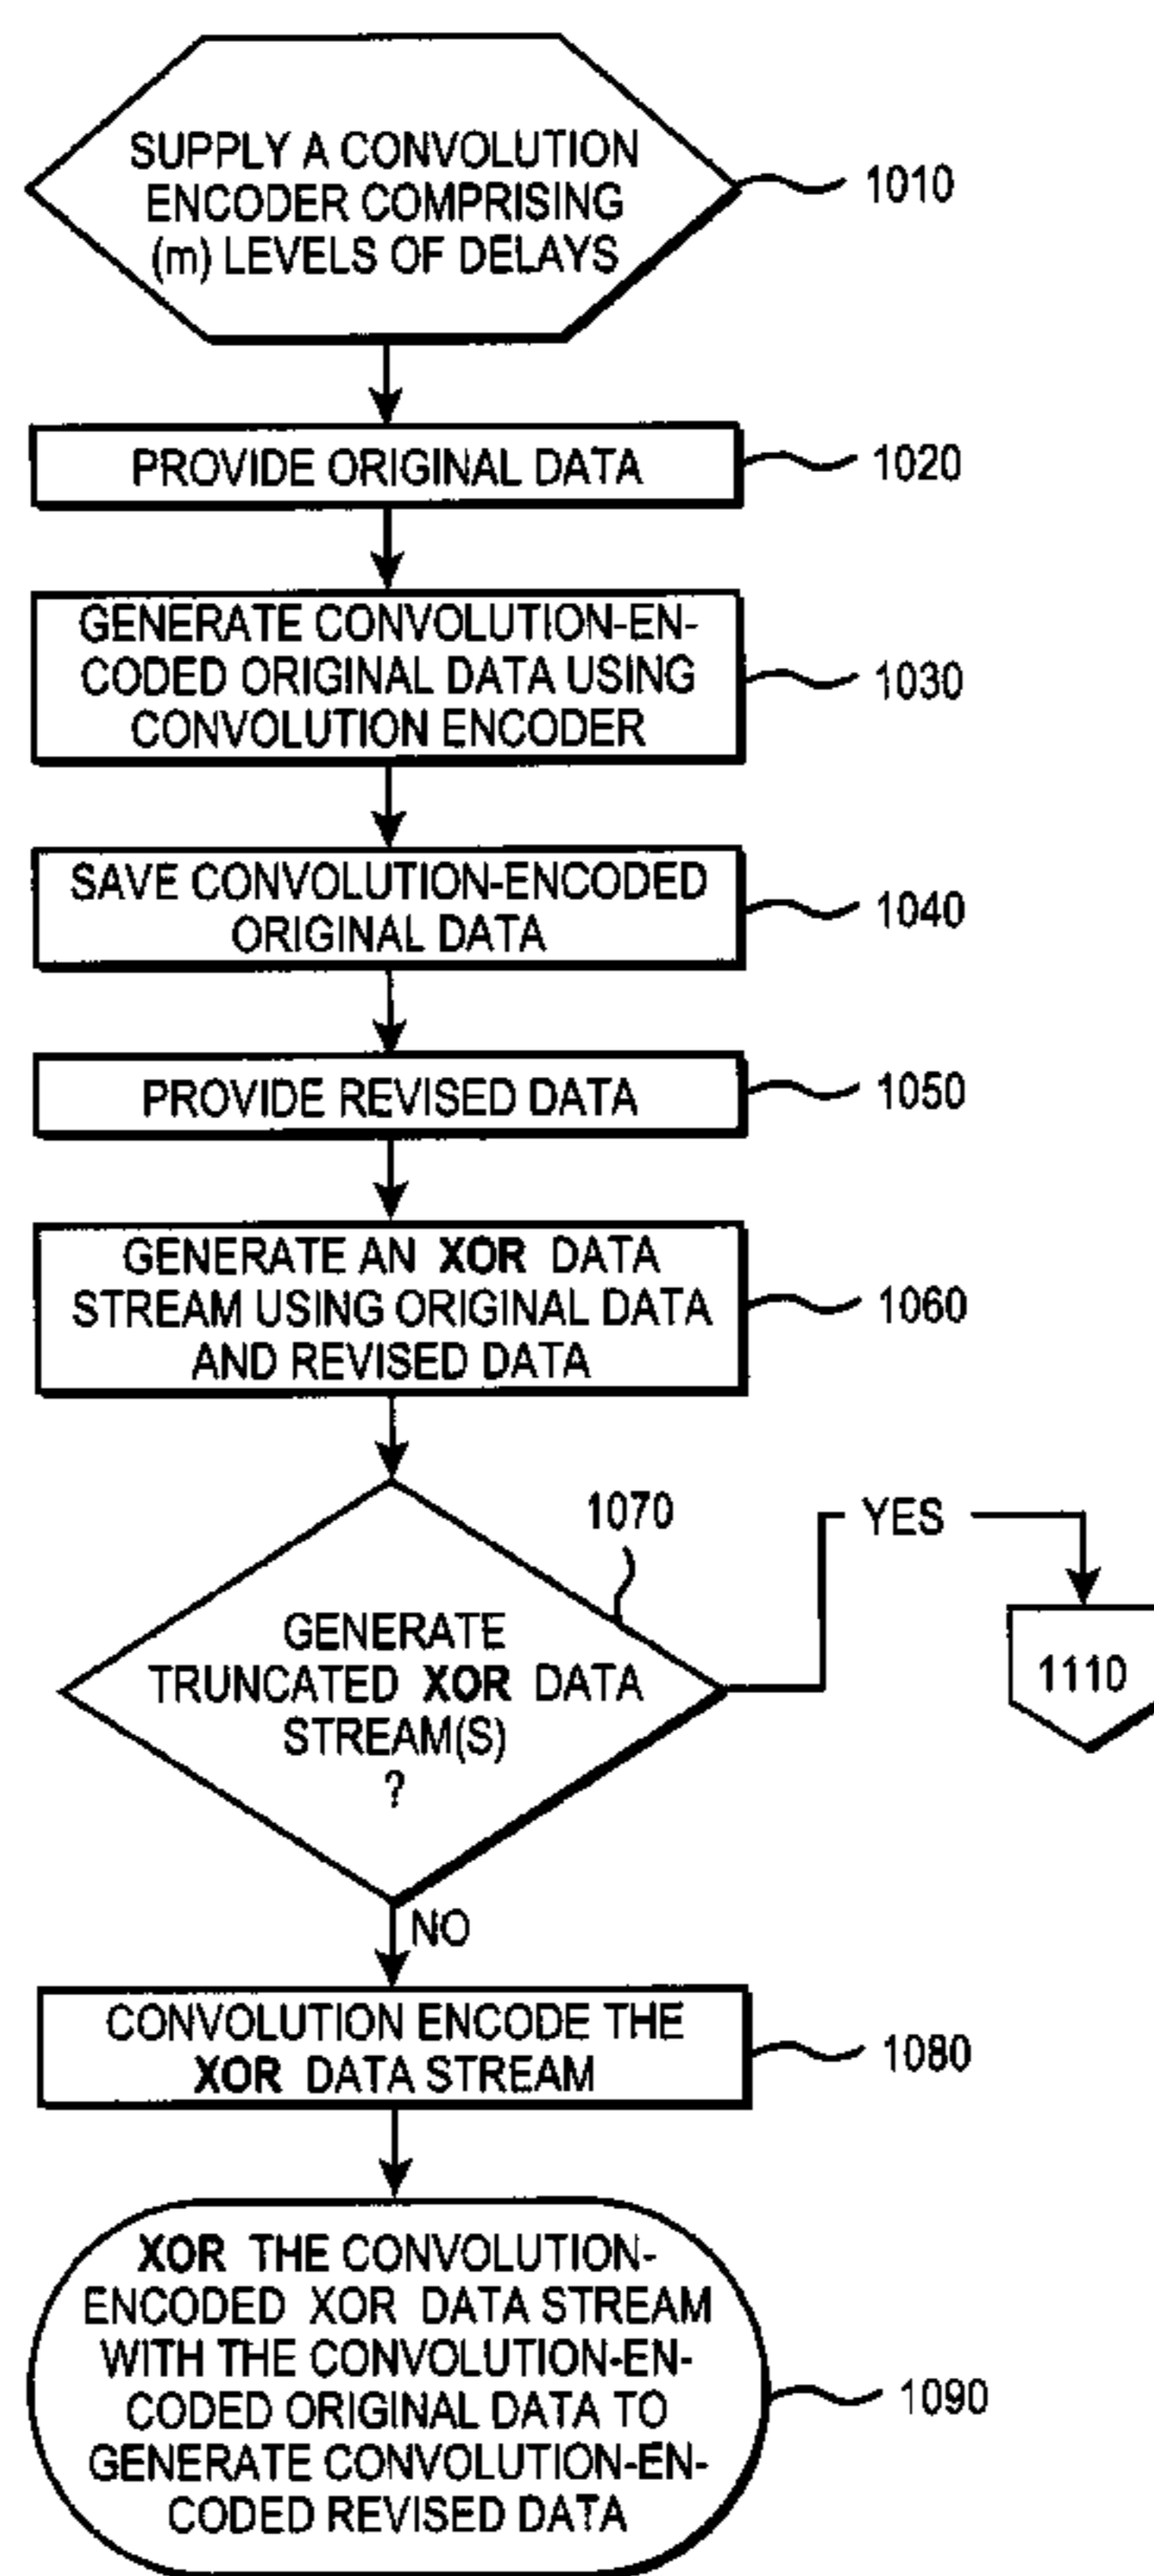 SUPPLY A CONVOLUTION
ENCODER COMPRISING
(m) LEVELS OF DELAYS
1010
PROVIDE ORIGINAL DATA
1020
GENERATE CONVOLUTION-EN-
CODED ORIGINAL DATA USING
CONVOLUTION ENCODER
1030
SAVE CONVOLUTION-ENCODED
ORIGINAL DATA
1040
PROVIDE REVISED DATA
1050
GENERATE AN XOR DATA
STREAM USING ORIGINAL DATA
AND REVISED DATA
1060
1070
YES
GENERATE
TRUNCATED XOR DATA
STREAM(S)
?
1110
NO
CONVOLUTION ENCODE THE
XOR DATA STREAM
1080
XOR THE CONVOLUTION-
ENCODED XOR DATA STREAM
WITH THE CONVOLUTION-EN-
CODED ORIGINAL DATA TO
GENERATE CONVOLUTION-EN-
CODED REVISED DATA
1090